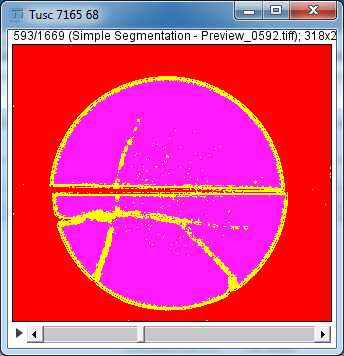 Tusc 7165 68
593/1669 (Simple Segmentation - Preview_0592.tiff); 318x2